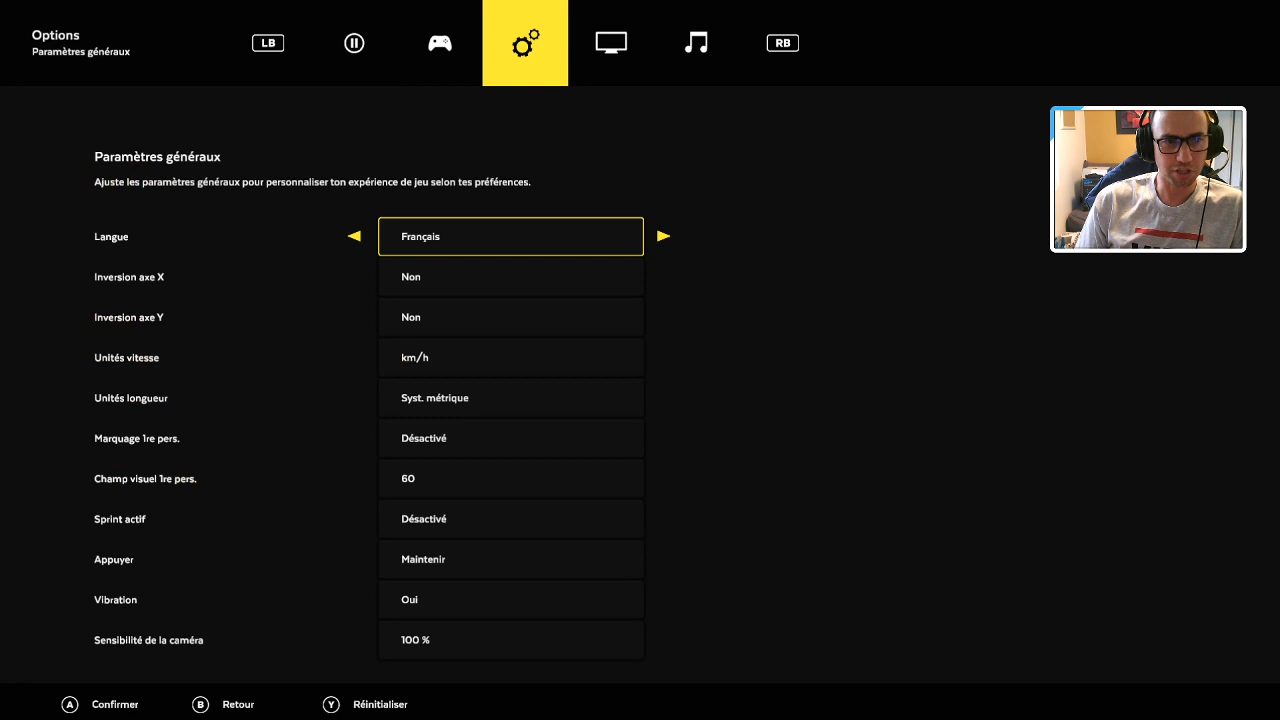 Options
Paramètres généraux
LB
RB
Paramètres généraux
Ajuste les paramètres généraux pour personnaliser ton expérience de jeu selon tes préférences.
Langue Français
Inversion axe X Non
Inversion axe Y Non
Unités vitesse km/h
Unités longueur Syst. métrique
Marquage 1re pers. Désactivé
Champ visuel 1re pers. 60
Sprint actif Désactivé
Appuyer Maintenir
Vibration Oui
Sensibilité de la caméra 100 %
A Confirmer B Retour Y Réinitialiser